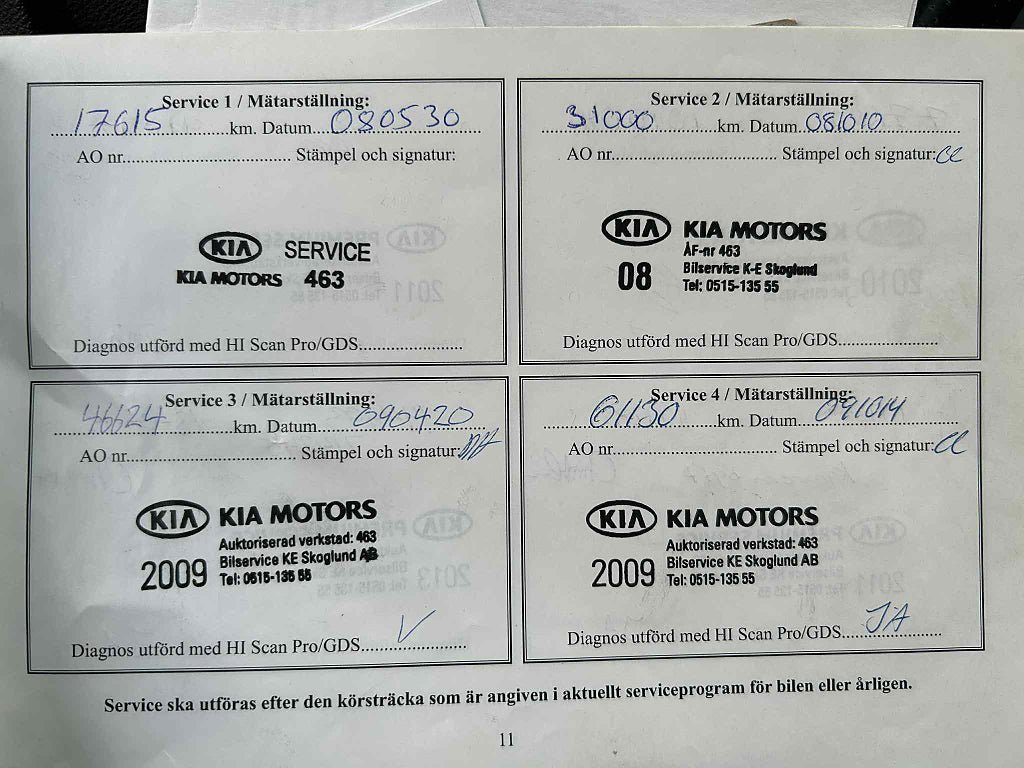 Service 1 / Mätarställning:
17615 km. Datum 080530
AO nr. Stämpel och signatur:
KIA SERVICE
KIA MOTORS 463
Diagnos utförd med HI Scan Pro/GDS
Service 2 / Mätarställning:
31000 km. Datum 081010
AO nr. Stämpel och signatur:
KIA KIA MOTORS
ÅF-nr 463
08 Bilservice K-E Skoglund
Tel: 0515-135 55
Diagnos utförd med HI Scan Pro/GDS
Service 3 / Mätarställning:
46624 km. Datum 090420
AO nr. Stämpel och signatur:
KIA KIA MOTORS
Auktoriserad verkstad: 463
2009 Bilservice KE Skoglund AB
Tel: 0515-135 55
Diagnos utförd med HI Scan Pro/GDS
Service 4 / Mätarställning:
61130 km. Datum 091014
AO nr. Stämpel och signatur:
KIA KIA MOTORS
Auktoriserad verkstad: 463
2009 Bilservice KE Skoglund AB
Tel: 0515-135 55
Diagnos utförd med HI Scan Pro/GDS JA
Service ska utföras efter den körsträcka som är angiven i aktuellt serviceprogram för bilen eller årligen.
11